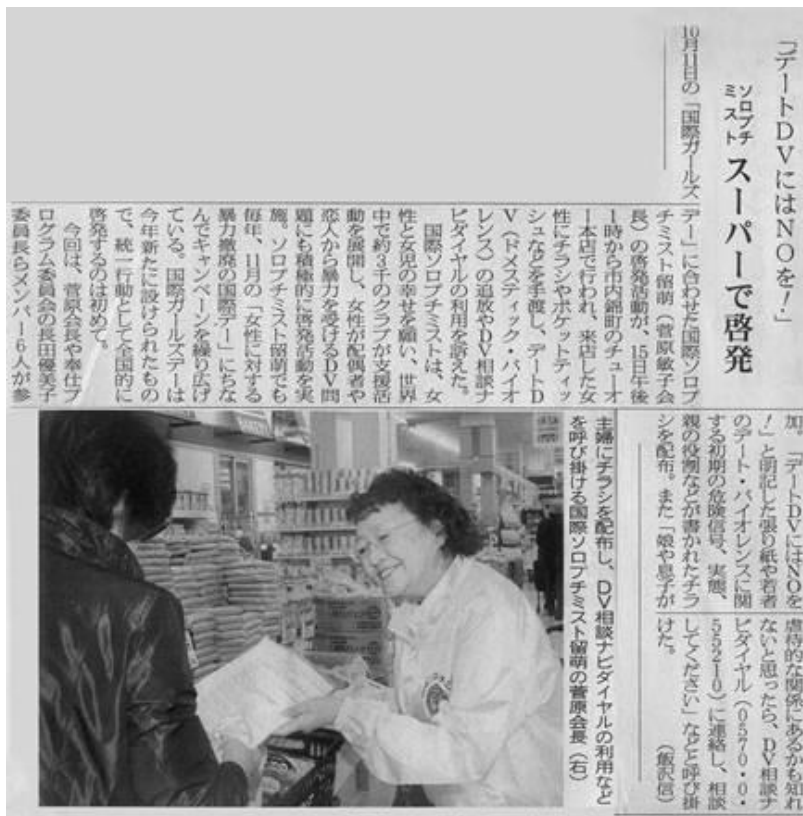 「デートDVにはNOを!」
ソロプチ
ミスト
スーパーで啓発
10月11日の「国際ガールズ
デー」に合わせた国際ソロプ
チミスト留萌（菅原敏子会
長）の啓発活動が、15日午後
1時から市内錦町のチューオ
ー本店で行われ、来店した女
性にチラシやポケットティッ
シュなどを手渡し、デートD
V（ドメスティック・バイオ
レンス）の追放やDV相談ナ
ビダイヤルの利用を訴えた。
国際ソロプチミストは、女
性と女児の幸せを願い、世界
中で約3千のクラブが支援活
動を展開し、女性が配偶者や
恋人から暴力を受けるDV問
題にも積極的に啓発活動を実
施。ソロプチミスト留萌でも
毎年、11月の「女性に対する
暴力撤廃の国際デー」にちな
んでキャンペーンを繰り広げ
ている。国際ガールズデーは
今年新たに設けられたもの
で、統一行動として全国的に
啓発するのは初めて。
今回は、菅原会長や奉仕プ
ログラム委員会の長田優美子
委員長らメンバー6人が参
加。「デートDVにはNOを
!」と明記した張り紙や若者
のデート・バイオレンスに関
する初期の危険信号、実態、
親の役割などが書かれたチラ
シを配布。また「娘や息子が
虐待的な関係にあるかも知れ
ないと思ったら、DV相談ナ
ビダイヤル（0570・0・
55210）に連絡し、相談
してください」などと呼び掛
けた。（飯沢信）
主婦にチラシを配布し、DV相談ナビダイヤルの利用など
を呼び掛ける国際ソロプチミスト留萌の菅原会長（右）